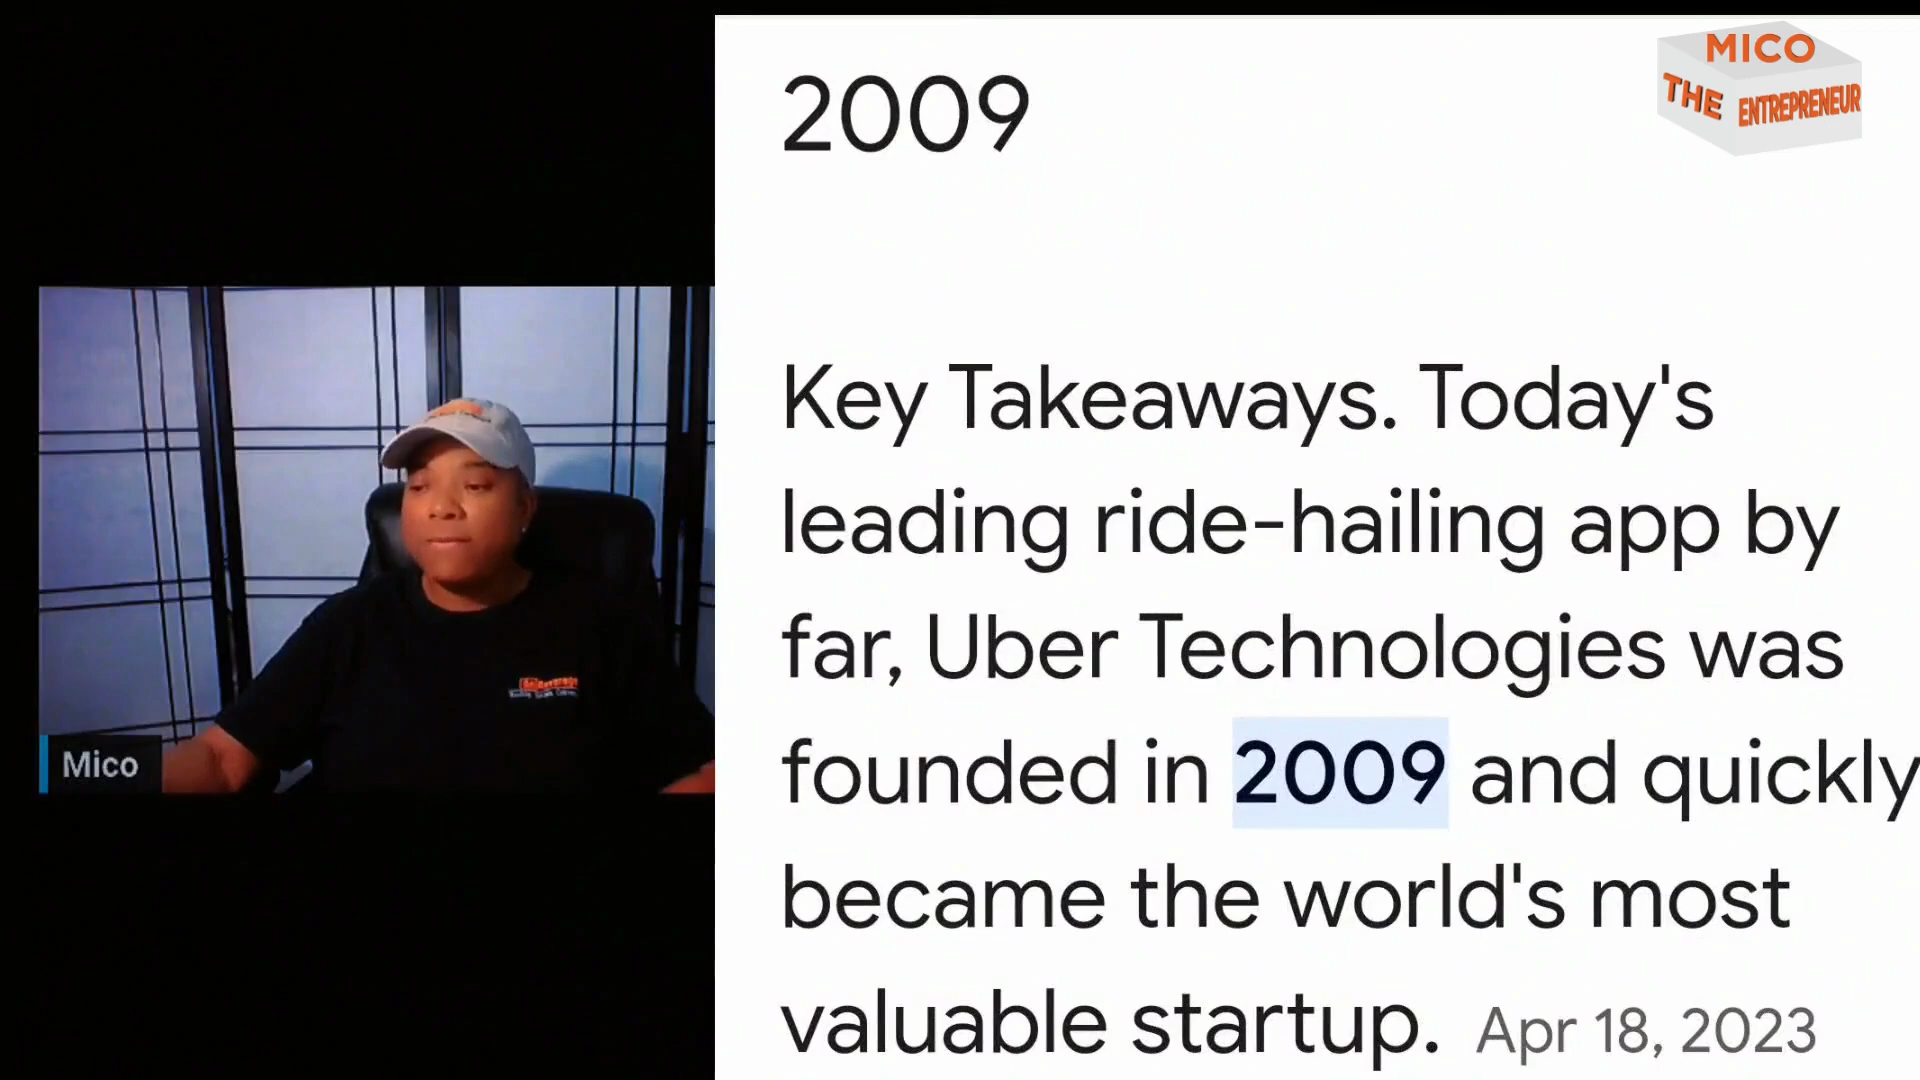 MICO
THE ENTREPRENEUR
2009
Key Takeaways. Today's
leading ride-hailing app by
far, Uber Technologies was
founded in 2009 and quickly
became the world's most
valuable startup. Apr 18, 2023
Mico